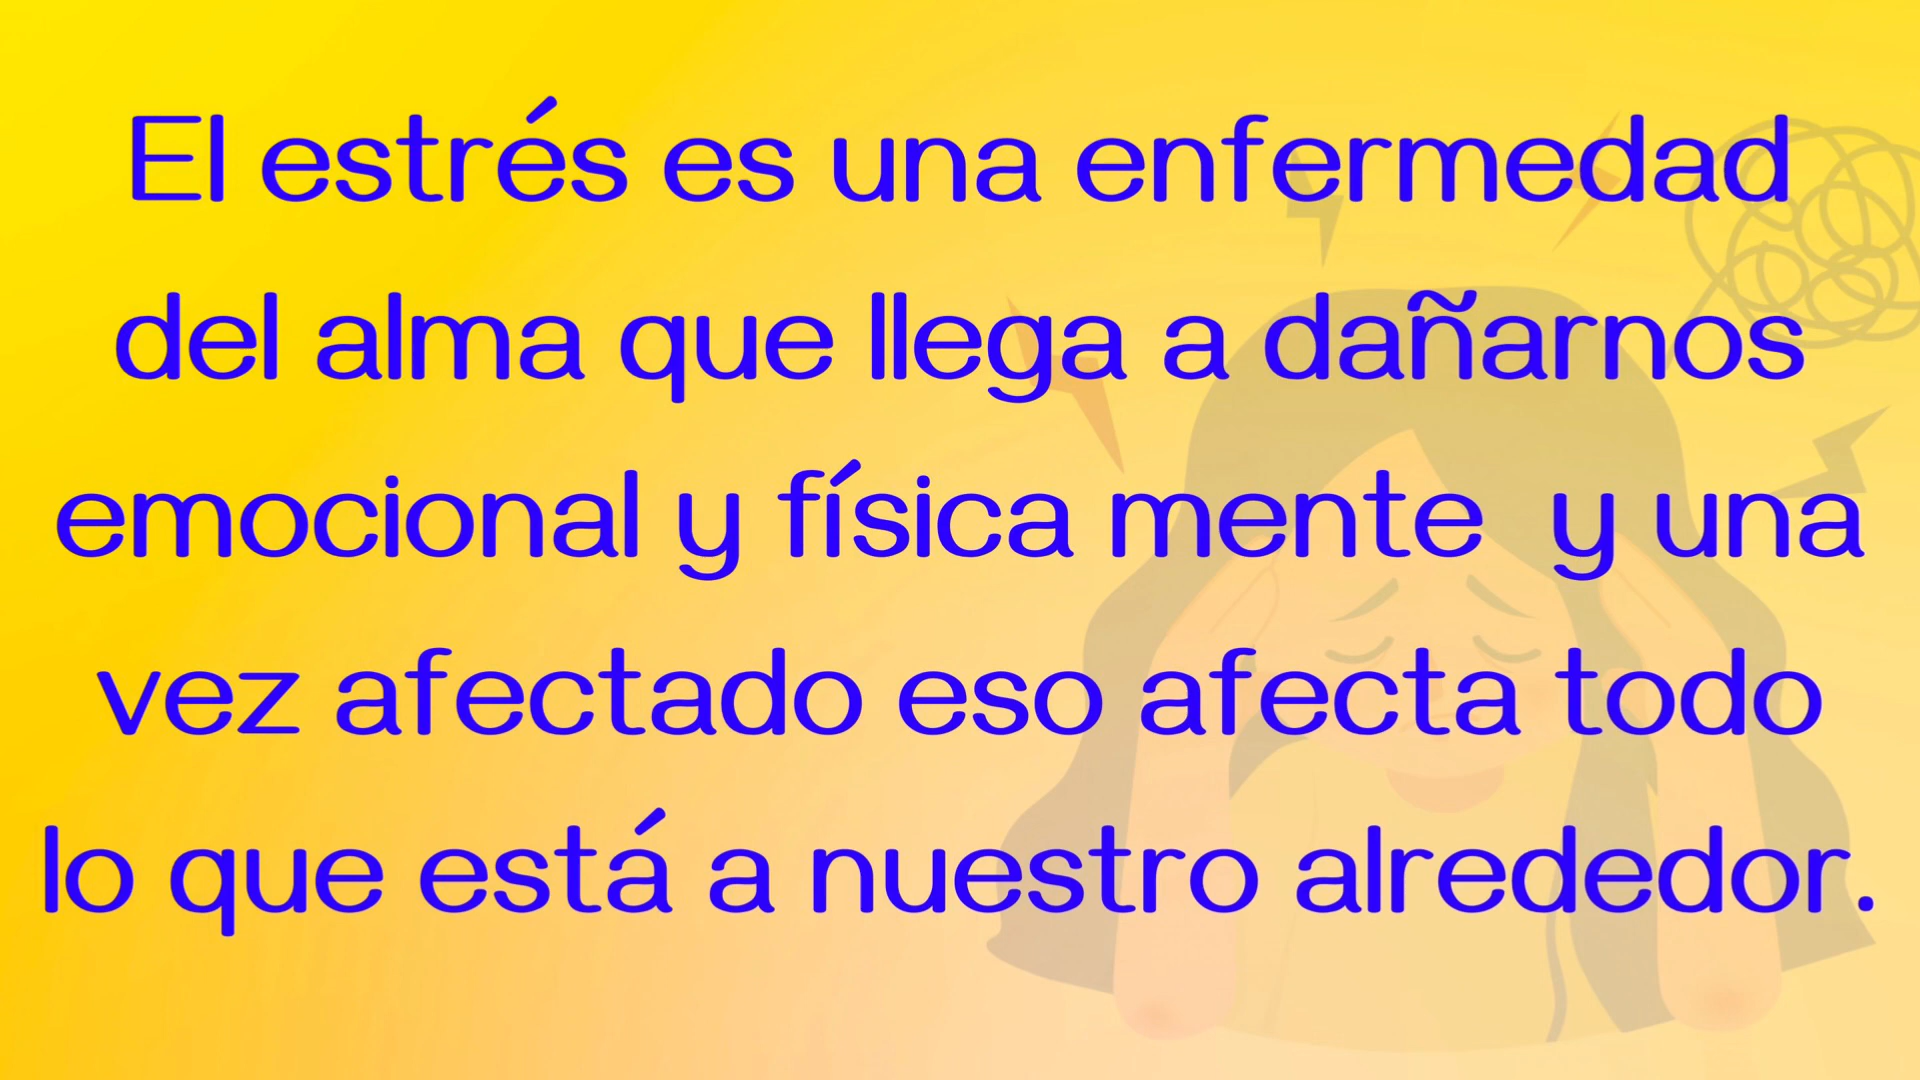 El estrés es una enfermedad
del alma que llega a dañarnos
emocional y física mente  y una
vez afectado eso afecta todo
lo que está a nuestro alrededor.